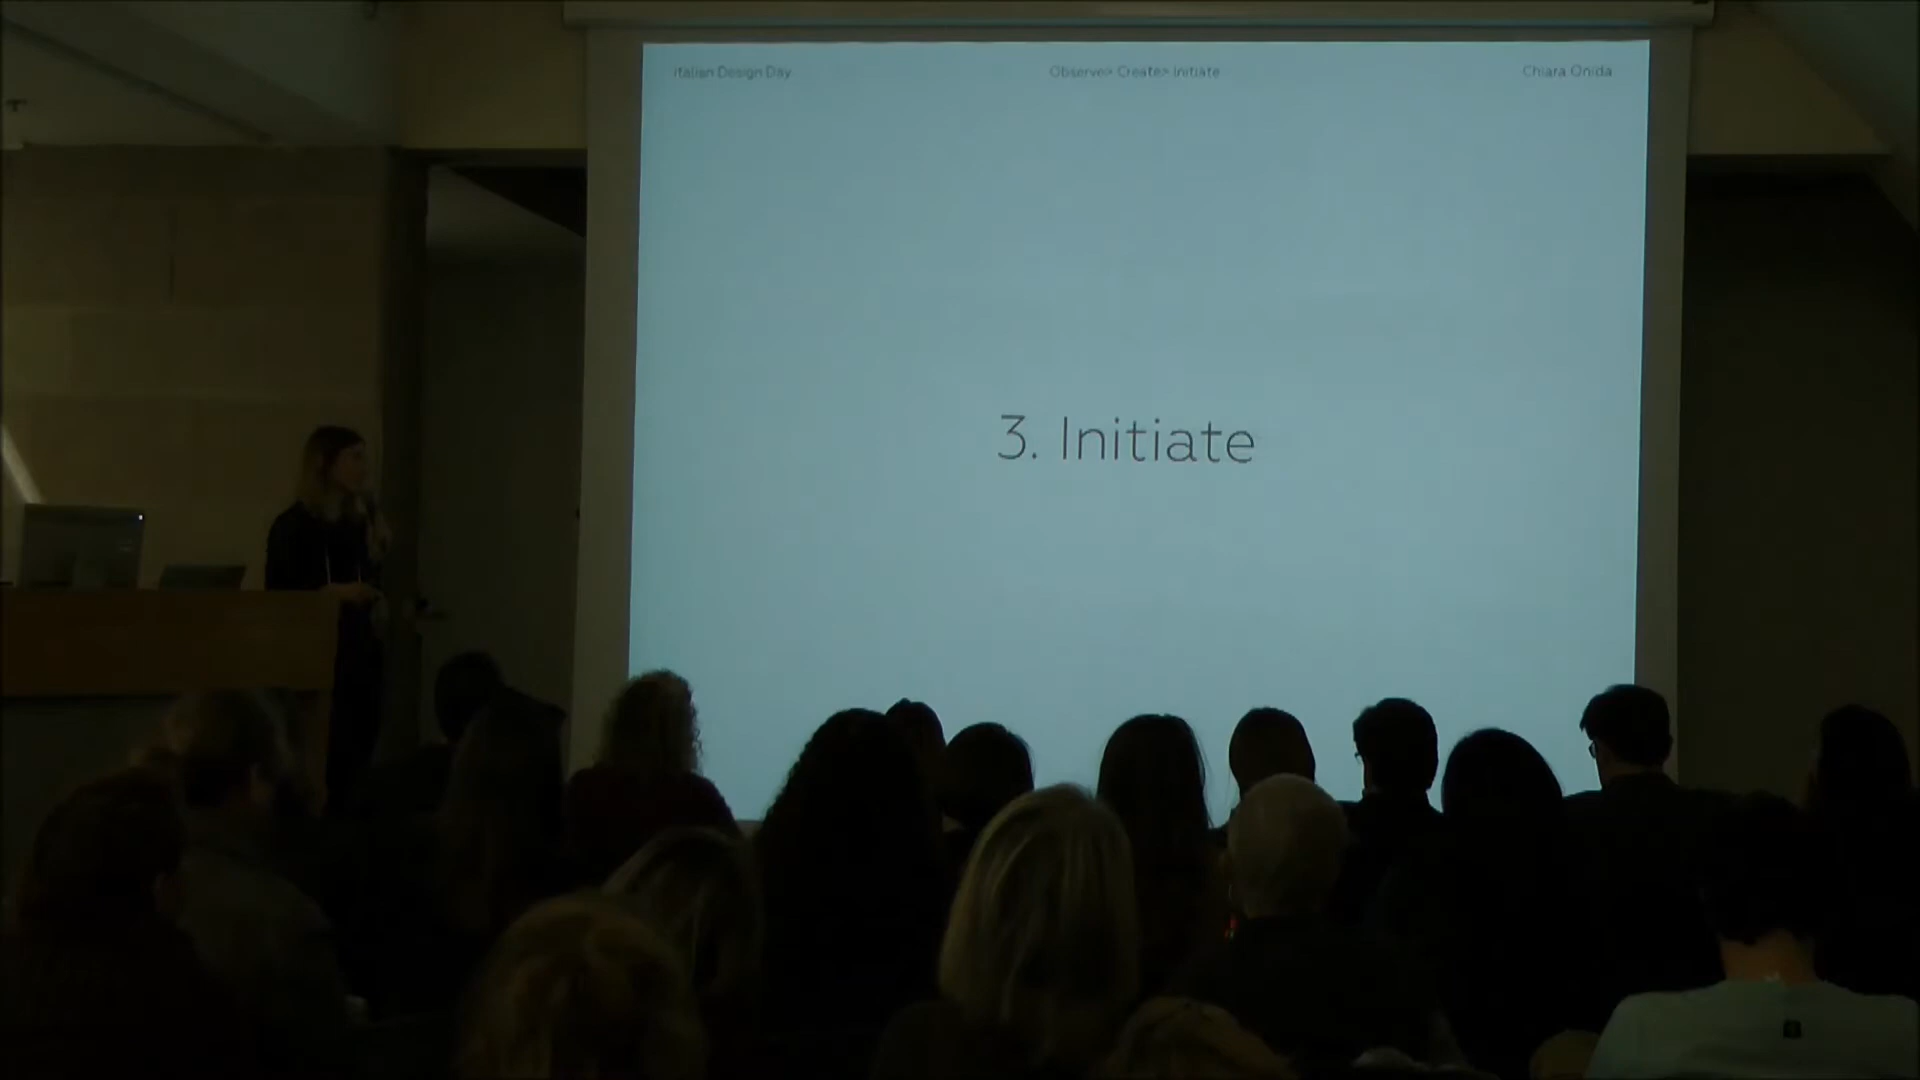 Italian Design Day
Observe> Create> Initiate
Chiara Onida
3. Initiate